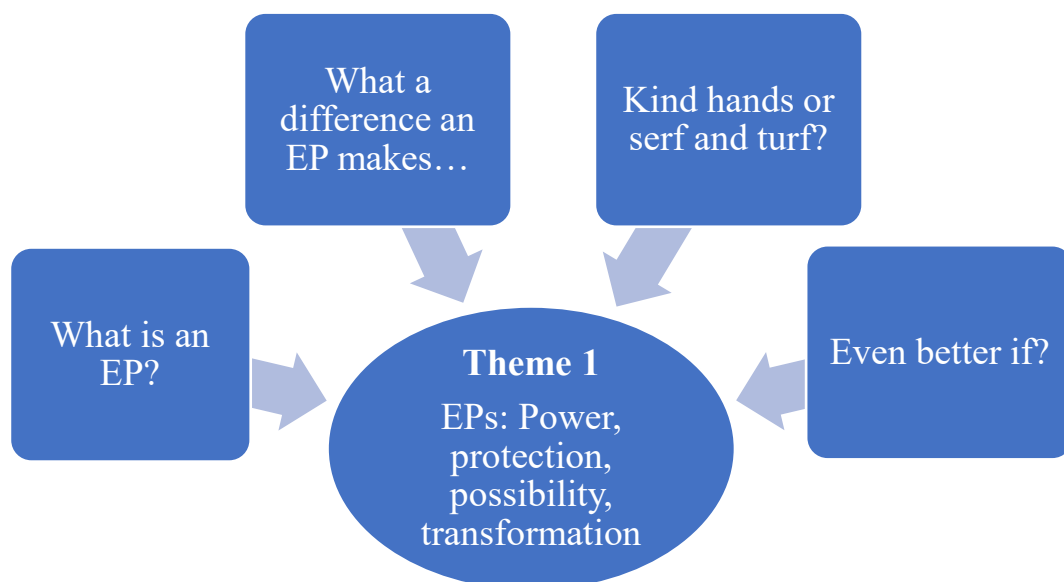 What a
difference an
EP makes…
Kind hands or
serf and turf?
What is an
EP?
Even better if?
Theme 1
EPs: Power,
protection,
possibility,
transformation